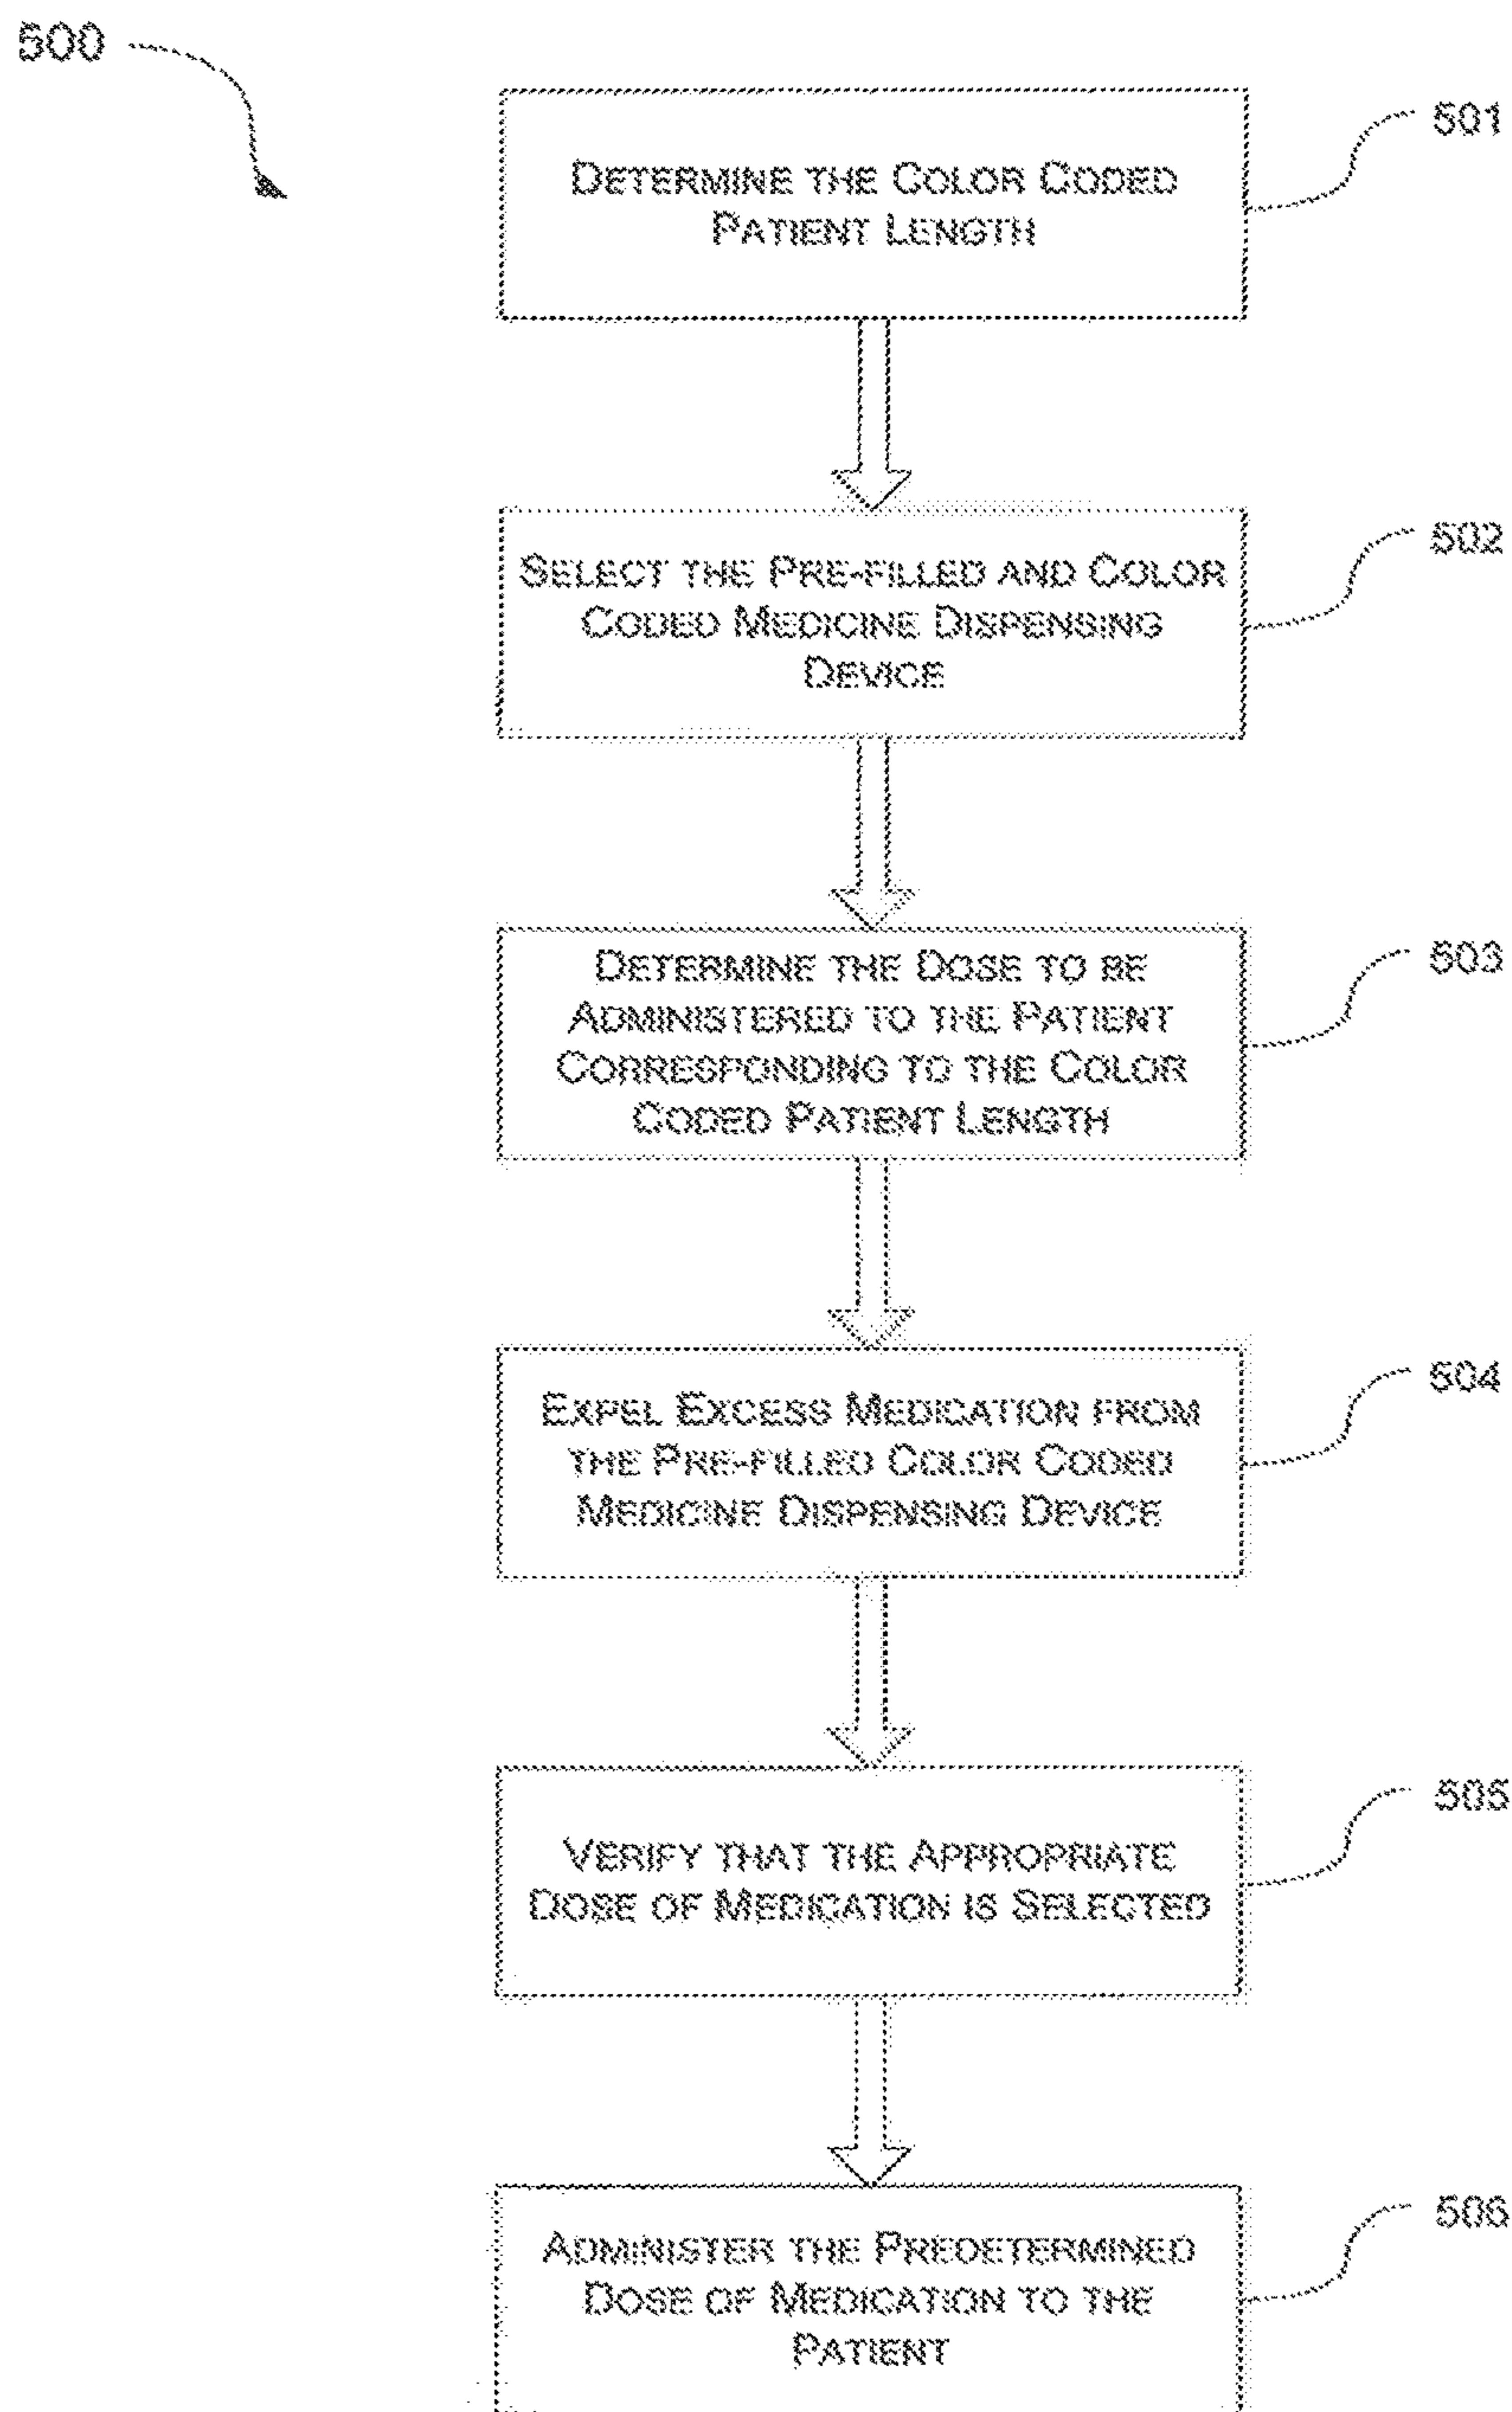 500
501
DETERMINE THE COLOR CODED
PATIENT LENGTH
502
SELECT THE PRE-FILLED AND COLOR
CODED MEDICINE DISPENSING
DEVICE
503
DETERMINE THE DOSE TO BE
ADMINISTERED TO THE PATIENT
CORRESPONDING TO THE COLOR
CODED PATIENT LENGTH
504
EXPEL EXCESS MEDICATION FROM
THE PRE-FILLED COLOR CODED
MEDICINE DISPENSING DEVICE
505
VERIFY THAT THE APPROPRIATE
DOSE OF MEDICATION IS SELECTED
506
ADMINISTER THE PREDETERMINED
DOSE OF MEDICATION TO THE
PATIENT